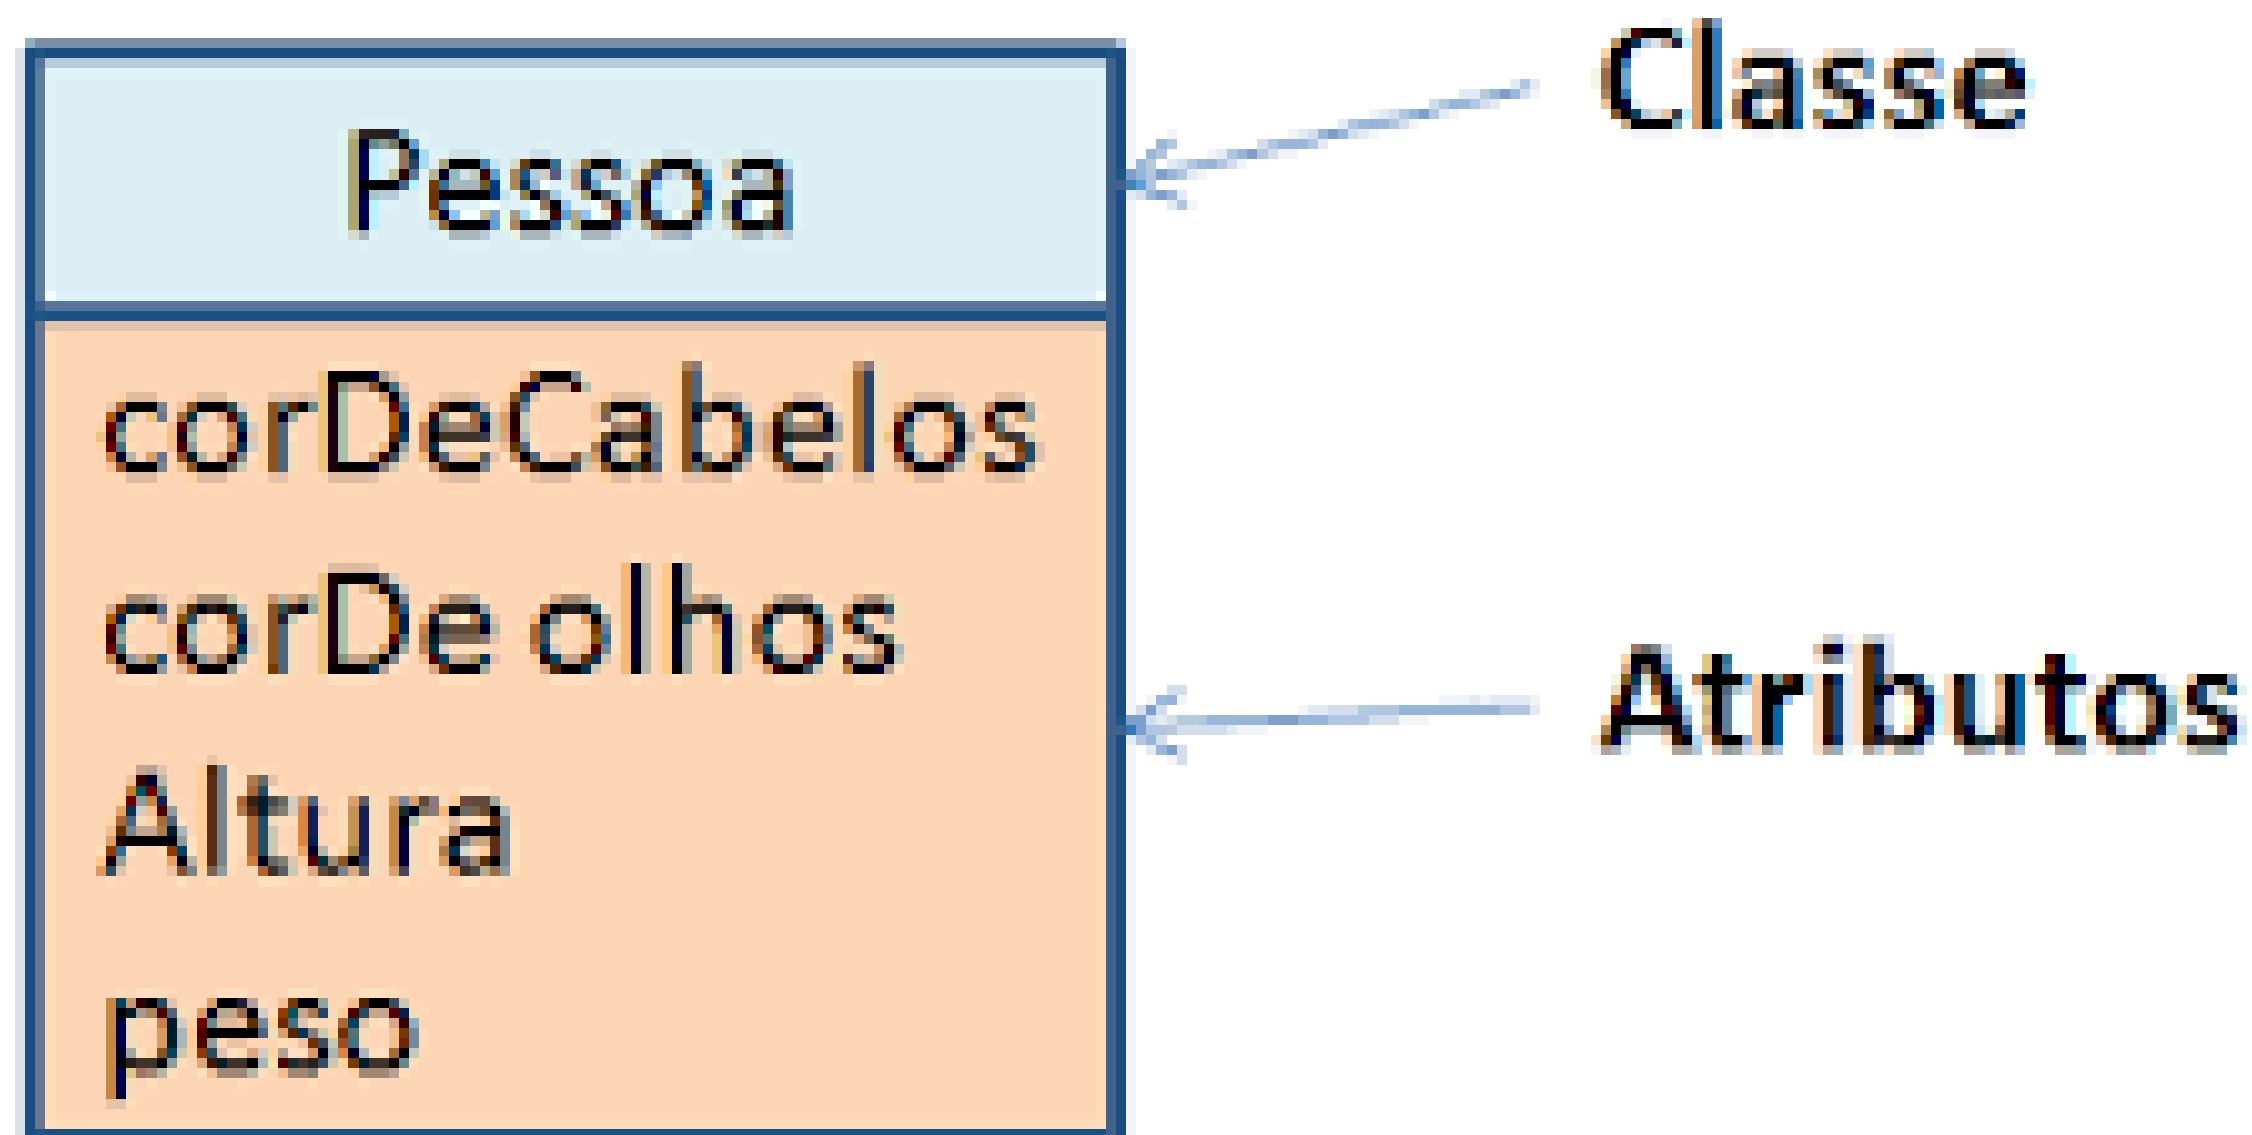 Classe
Pessoa
corDeCabelos
corDe olhos
Atributos
Altura
peso